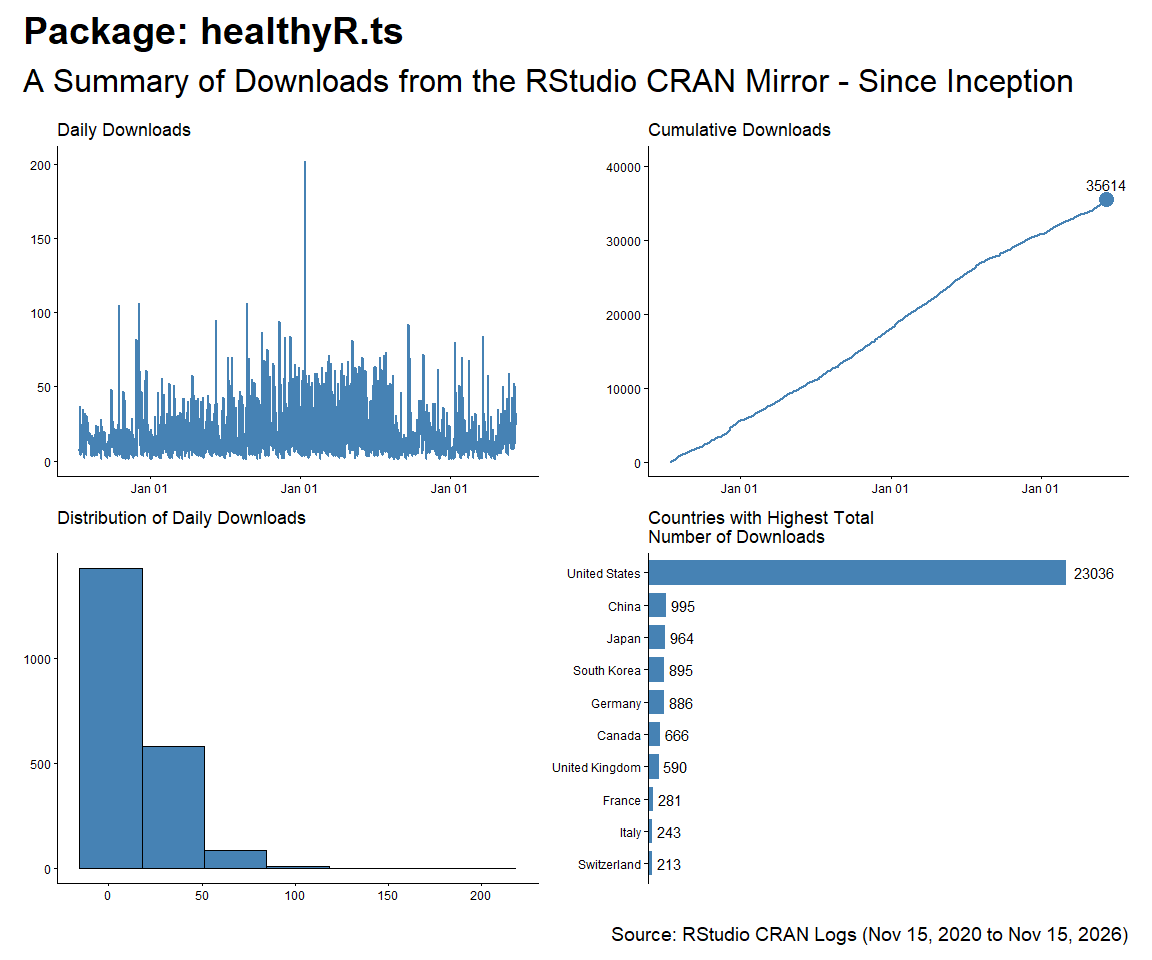 Package: healthyR.ts
A Summary of Downloads from the RStudio CRAN Mirror - Since Inception
Daily Downloads
200
150
100
50
0
Jan 01
Jan 01
Jan 01
Cumulative Downloads
40000
30000
20000
10000
0
35614
Jan 01
Jan 01
Jan 01
Distribution of Daily Downloads
1000
500
0
0
50
100
150
200
Countries with Highest Total
Number of Downloads
United States 23036
China 995
Japan 964
South Korea 895
Germany 886
Canada 666
United Kingdom 590
France 281
Italy 243
Switzerland 213
Source: RStudio CRAN Logs (Nov 15, 2020 to Nov 15, 2026)